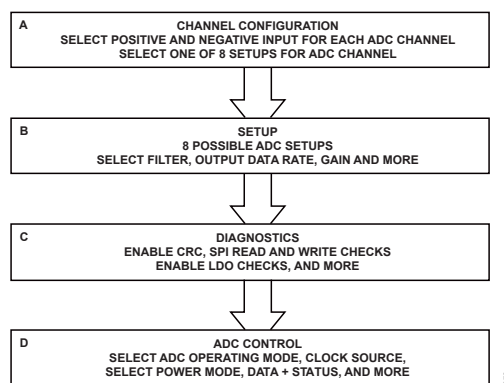 A
CHANNEL CONFIGURATION
SELECT POSITIVE AND NEGATIVE INPUT FOR EACH ADC CHANNEL
SELECT ONE OF 8 SETUPS FOR ADC CHANNEL
B
SETUP
8 POSSIBLE ADC SETUPS
SELECT FILTER, OUTPUT DATA RATE, GAIN AND MORE
C
DIAGNOSTICS
ENABLE CRC, SPI READ AND WRITE CHECKS
ENABLE LDO CHECKS, AND MORE
D
ADC CONTROL
SELECT ADC OPERATING MODE, CLOCK SOURCE,
SELECT POWER MODE, DATA + STATUS, AND MORE